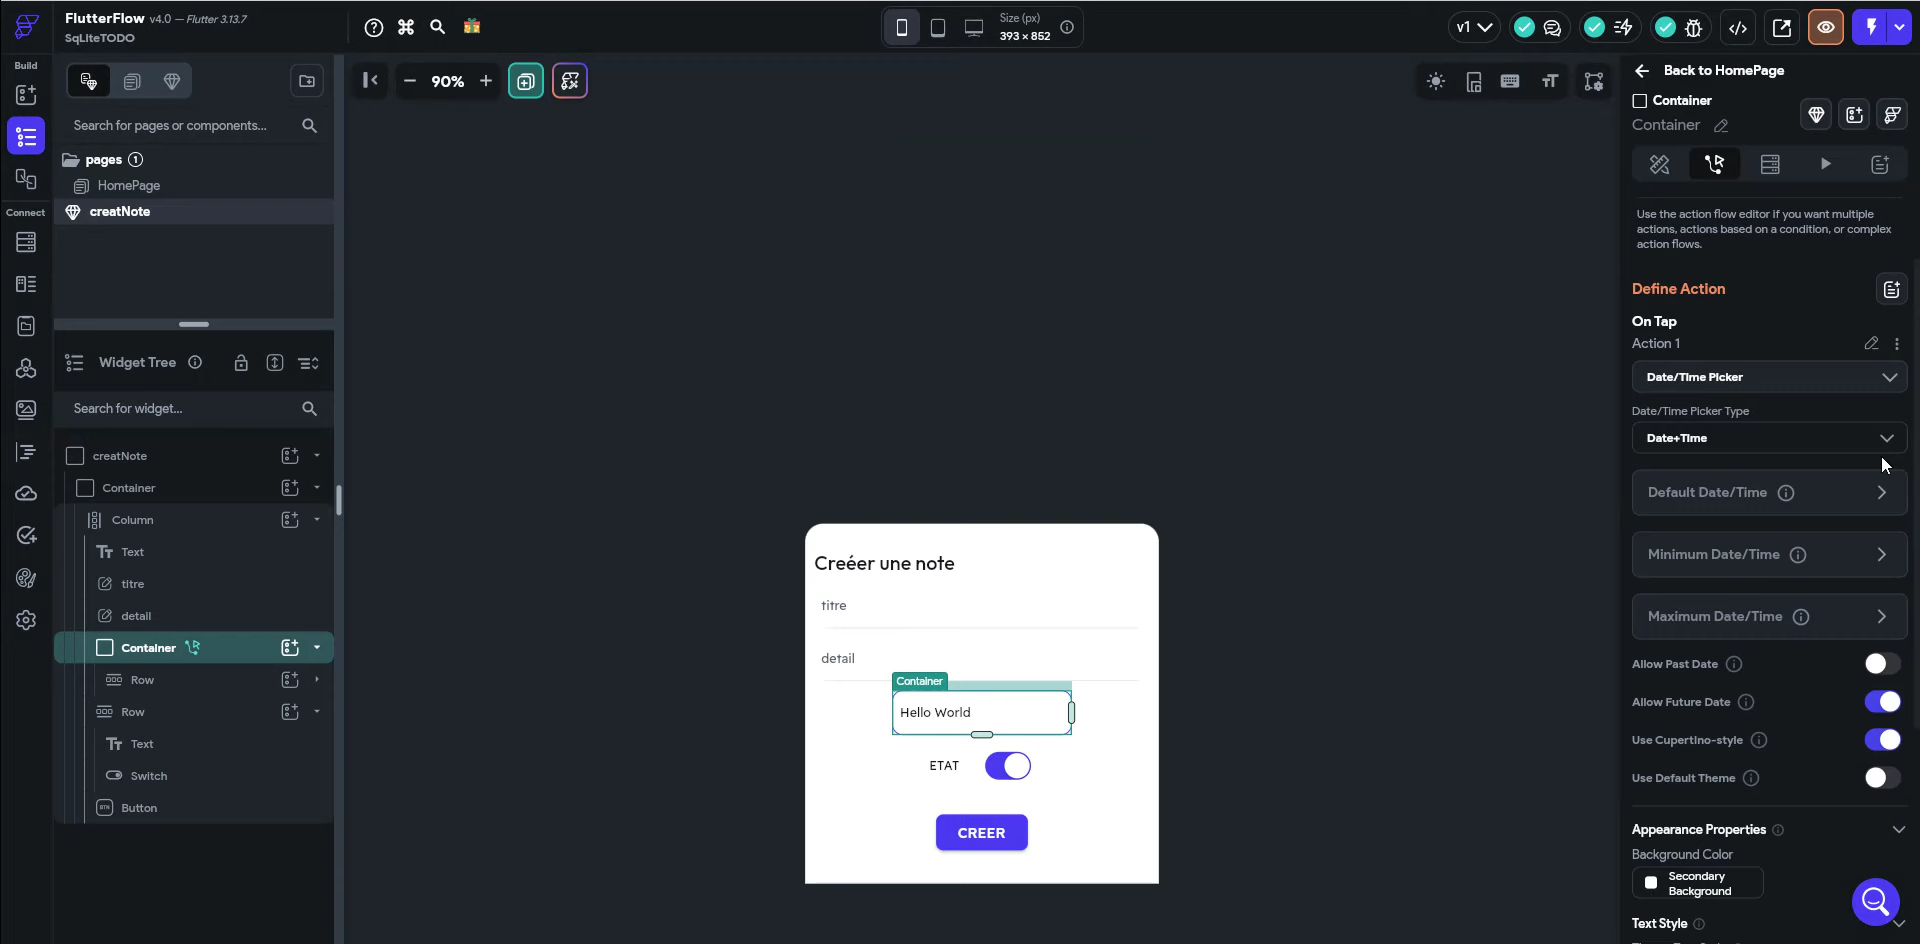 FlutterFlow v4.0 — Flutter 3.13.7
SqLiteTODO
Size (px)
393 × 852
v1
Build
90%
Search for pages or components...
pages 1
HomePage
creatNote
Connect
Widget Tree
Search for widget...
creatNote
Container
Column
Text
titre
detail
Container
Row
Row
Text
Switch
BTN Button
Creéer une note
titre
detail
Container
Hello World
ETAT
CREER
Back to HomePage
Container
Container
Use the action flow editor if you want multiple
actions, actions based on a condition, or complex
action flows.
Define Action
On Tap
Action 1
Date/Time Picker
Date/Time Picker Type
Date+Time
Default Date/Time
Minimum Date/Time
Maximum Date/Time
Allow Past Date
Allow Future Date
Use Cupertino-style
Use Default Theme
Appearance Properties
Background Color
Secondary
Background
Text Style